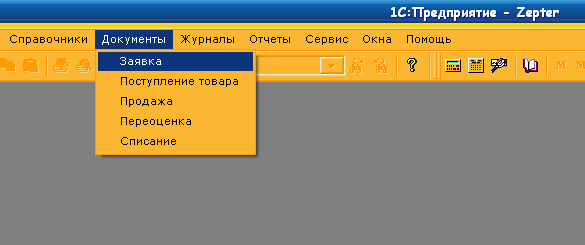 1С:Предприятие - Zepter
Справочники Документы Журналы Отчеты Сервис Окна Помощь
? М М
Заявка
Поступление товара
Продажа
Переоценка
Списание